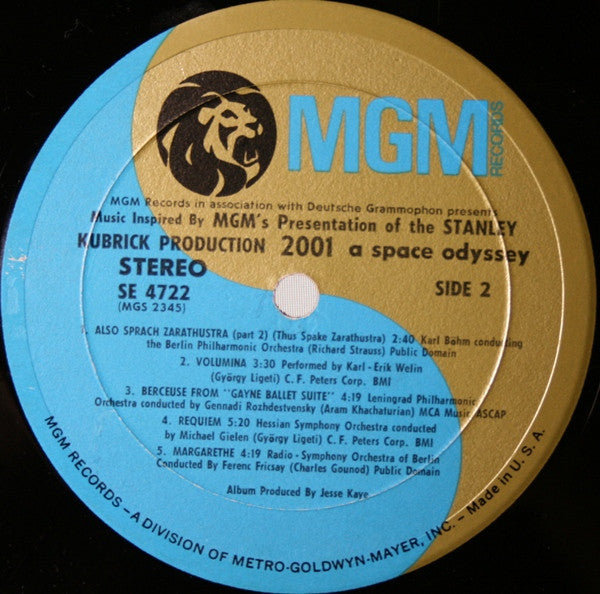 MGM
RECORDS
MGM Records in association with Deutsche Grammophon presents
Music Inspired By MGM's Presentation of the STANLEY
KUBRICK PRODUCTION 2001 a space odyssey
STEREO
SE 4722
(MGS 2345)
SIDE 2
1. ALSO SPRACH ZARATHUSTRA (part 2) (Thus Spake Zarathustra) 2:40 Karl Bahm conducting
the Berlin Philharmonic Orchestra (Richard Strauss) Public Domain
2. VOLUMINA 3:30 Performed by Karl-Erik Welin
(György Ligeti) C. F. Peters Corp. BMI
3. BERCEUSE FROM "GAYNE BALLET SUITE" 4:19 Leningrad Philharmonic
Orchestra conducted by Gennadi Rozhdestvensky (Aram Khachaturian) MCA Music ASCAP
4. REQUIEM 5:20 Hessian Symphony Orchestra conducted
by Michael Gielen (György Ligeti) C. F. Peters Corp. BMI
5. MARGARETHE 4:19 Radio-Symphony Orchestra of Berlin
Conducted By Ferenc Fricsay (Charles Gounod) Public Domain
Album Produced By Jesse Kaye
MGM RECORDS – A DIVISION OF METRO-GOLDWYN-MAYER, INC. – Made in U. S. A.